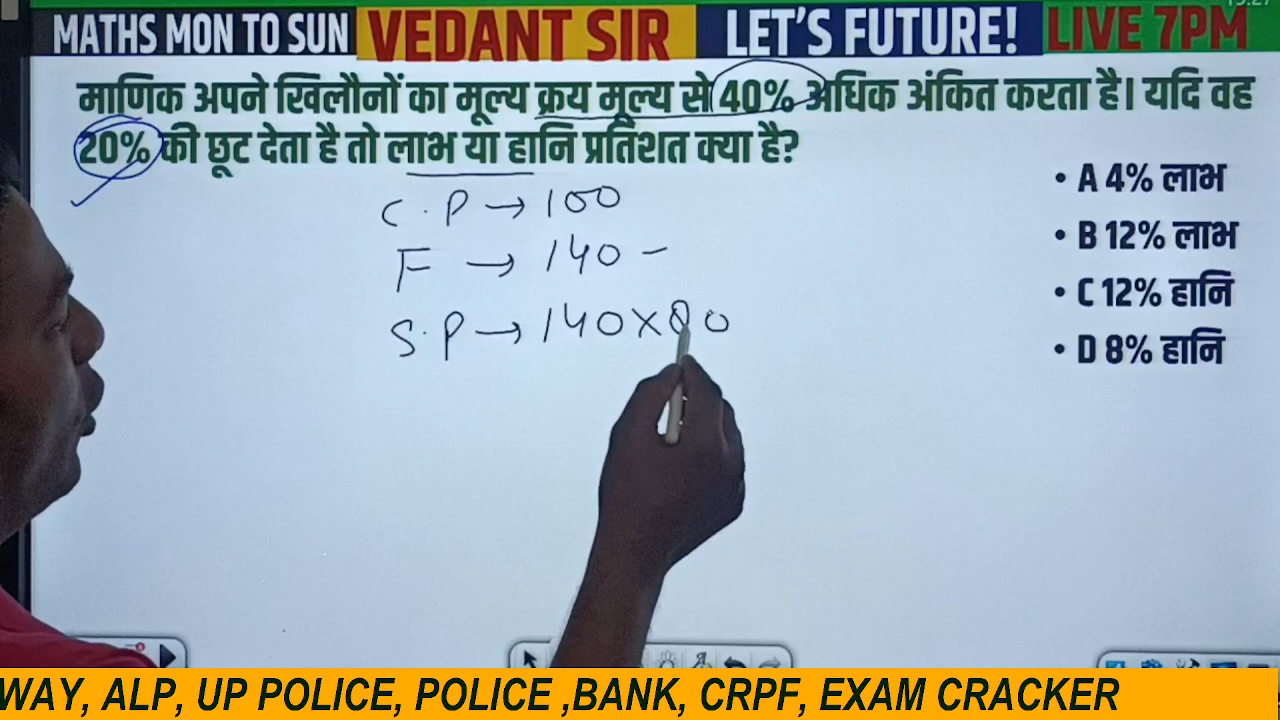 MATHS MON TO SUN VEDANT SIR LET'S FUTURE! LIVE 7PM
माणिक अपने खिलौनों का मूल्य क्रय मूल्य से 40% अधिक अंकित करता है। यदि वह
20% की छूट देता है तो लाभ या हानि प्रतिशत क्या है?
• A 4% लाभ
• B 12% लाभ
• C 12% हानि
• D 8% हानि
C.P → 100
F → 140 -
S.P → 140×80
WAY, ALP, UP POLICE, POLICE ,BANK, CRPF, EXAM CRACKER